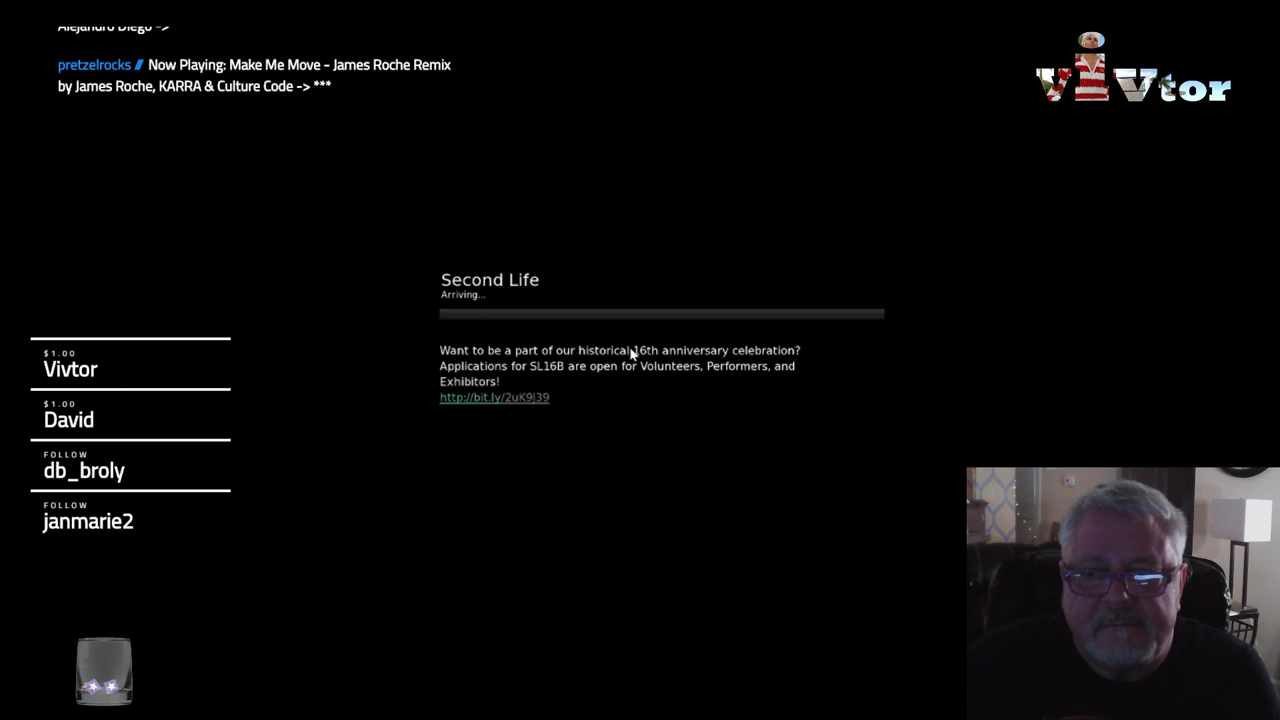 Alejandro Diego ->
pretzelrocks // Now Playing: Make Me Move - James Roche Remix
by James Roche, KARRA & Culture Code -> ***
vivtor
Second Life
Arriving...
Want to be a part of our historical 16th anniversary celebration?
Applications for SL16B are open for Volunteers, Performers, and
Exhibitors!
http://bit.ly/2uK9J39
$1.00
Vivtor
$1.00
David
FOLLOW
db_broly
FOLLOW
janmarie2